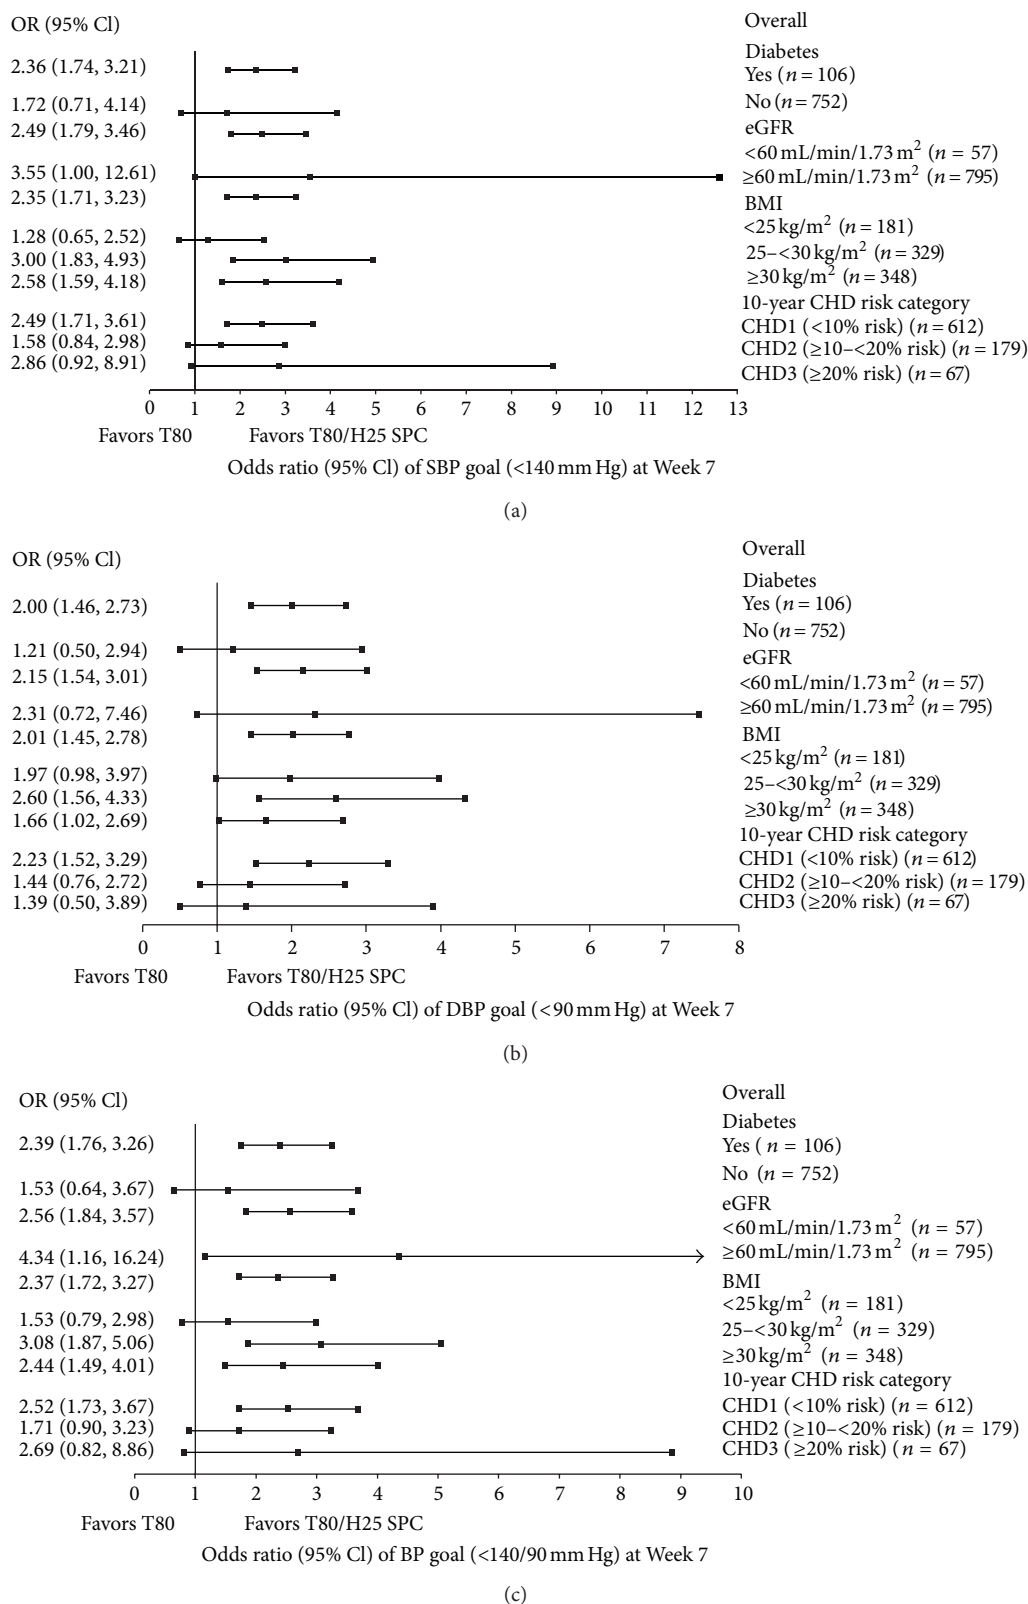 OR (95% CI)
Overall
2.36 (1.74, 3.21)
Diabetes
Yes (n = 106)
1.72 (0.71, 4.14)
No (n = 752)
2.49 (1.79, 3.46)
eGFR
<60 mL/min/1.73 m² (n = 57)
3.55 (1.00, 12.61)
≥60 mL/min/1.73 m² (n = 795)
2.35 (1.71, 3.23)
BMI
<25 kg/m² (n = 181)
1.28 (0.65, 2.52)
25–<30 kg/m² (n = 329)
3.00 (1.83, 4.93)
≥30 kg/m² (n = 348)
2.58 (1.59, 4.18)
10-year CHD risk category
2.49 (1.71, 3.61)
CHD1 (<10% risk) (n = 612)
1.58 (0.84, 2.98)
CHD2 (≥10–<20% risk) (n = 179)
2.86 (0.92, 8.91)
CHD3 (≥20% risk) (n = 67)
0 1 2 3 4 5 6 7 8 9 10 11 12 13
Favors T80 Favors T80/H25 SPC
Odds ratio (95% CI) of SBP goal (<140 mm Hg) at Week 7
(a)
OR (95% CI)
Overall
Diabetes
2.00 (1.46, 2.73)
Yes (n = 106)
No (n = 752)
1.21 (0.50, 2.94)
eGFR
2.15 (1.54, 3.01)
<60 mL/min/1.73 m² (n = 57)
2.31 (0.72, 7.46)
≥60 mL/min/1.73 m² (n = 795)
2.01 (1.45, 2.78)
BMI
<25 kg/m² (n = 181)
1.97 (0.98, 3.97)
25–<30 kg/m² (n = 329)
2.60 (1.56, 4.33)
≥30 kg/m² (n = 348)
1.66 (1.02, 2.69)
10-year CHD risk category
2.23 (1.52, 3.29)
CHD1 (<10% risk) (n = 612)
1.44 (0.76, 2.72)
CHD2 (≥10–<20% risk) (n = 179)
1.39 (0.50, 3.89)
CHD3 (≥20% risk) (n = 67)
0 1 2 3 4 5 6 7 8
Favors T80 Favors T80/H25 SPC
Odds ratio (95% CI) of DBP goal (<90 mm Hg) at Week 7
(b)
OR (95% CI)
Overall
Diabetes
2.39 (1.76, 3.26)
Yes ( n = 106)
No (n = 752)
1.53 (0.64, 3.67)
eGFR
2.56 (1.84, 3.57)
<60 mL/min/1.73 m² (n = 57)
4.34 (1.16, 16.24)
≥60 mL/min/1.73 m² (n = 795)
2.37 (1.72, 3.27)
BMI
<25 kg/m² (n = 181)
1.53 (0.79, 2.98)
25–<30 kg/m² (n = 329)
3.08 (1.87, 5.06)
≥30 kg/m² (n = 348)
2.44 (1.49, 4.01)
10-year CHD risk category
2.52 (1.73, 3.67)
CHD1 (<10% risk) (n = 612)
1.71 (0.90, 3.23)
CHD2 (≥10–<20% risk) (n = 179)
2.69 (0.82, 8.86)
CHD3 (≥20% risk) ( n = 67)
0 1 2 3 4 5 6 7 8 9 10
Favors T80 Favors T80/H25 SPC
Odds ratio (95% CI) of BP goal (<140/90 mm Hg) at Week 7
(c)